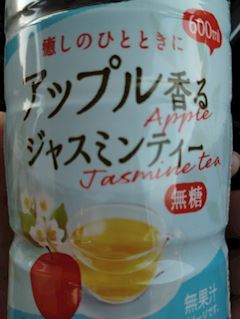 600ml
癒しのひとときに
アップル香る
Apple
ジャスミンティー
Jasmine tea
無糖
無果汁